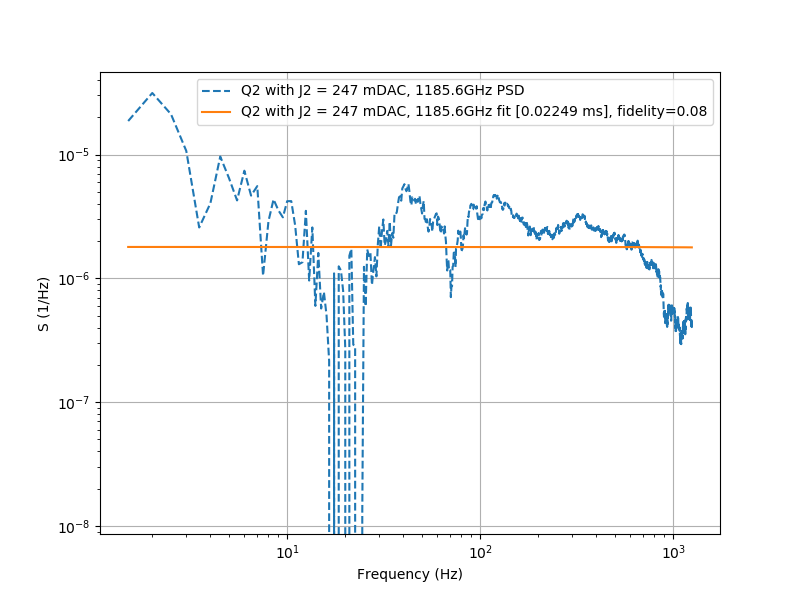 Q2 with J2 = 247 mDAC, 1185.6GHz PSD
Q2 with J2 = 247 mDAC, 1185.6GHz fit [0.02249 ms], fidelity=0.08
S (1/Hz)
10⁻⁵
10⁻⁶
10⁻⁷
10⁻⁸
10¹ 10² 10³
Frequency (Hz)